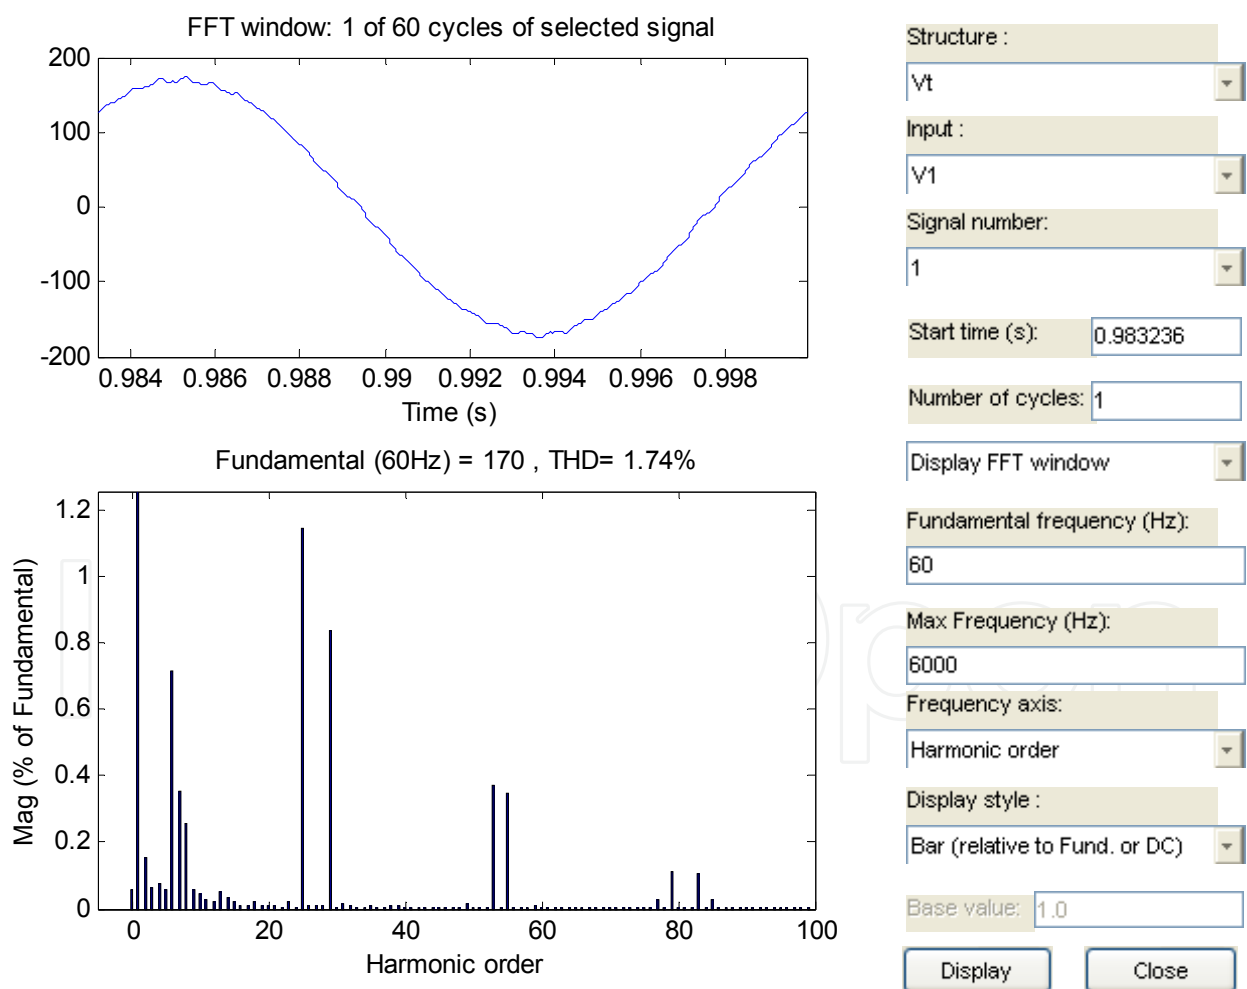 FFT window: 1 of 60 cycles of selected signal
200
100
0
-100
-200
0.984 0.986 0.988 0.99 0.992 0.994 0.996 0.998
Time (s)
Fundamental (60Hz) = 170 , THD= 1.74%
1.2
1
0.8
0.6
0.4
0.2
0
Mag (% of Fundamental)
0 20 40 60 80 100
Harmonic order
Structure :
Vt
Input :
V1
Signal number:
1
Start time (s): 0.983236
Number of cycles: 1
Display FFT window
Fundamental frequency (Hz):
60
Max Frequency (Hz):
6000
Frequency axis:
Harmonic order
Display style :
Bar (relative to Fund. or DC)
Base value: 1.0
Display Close